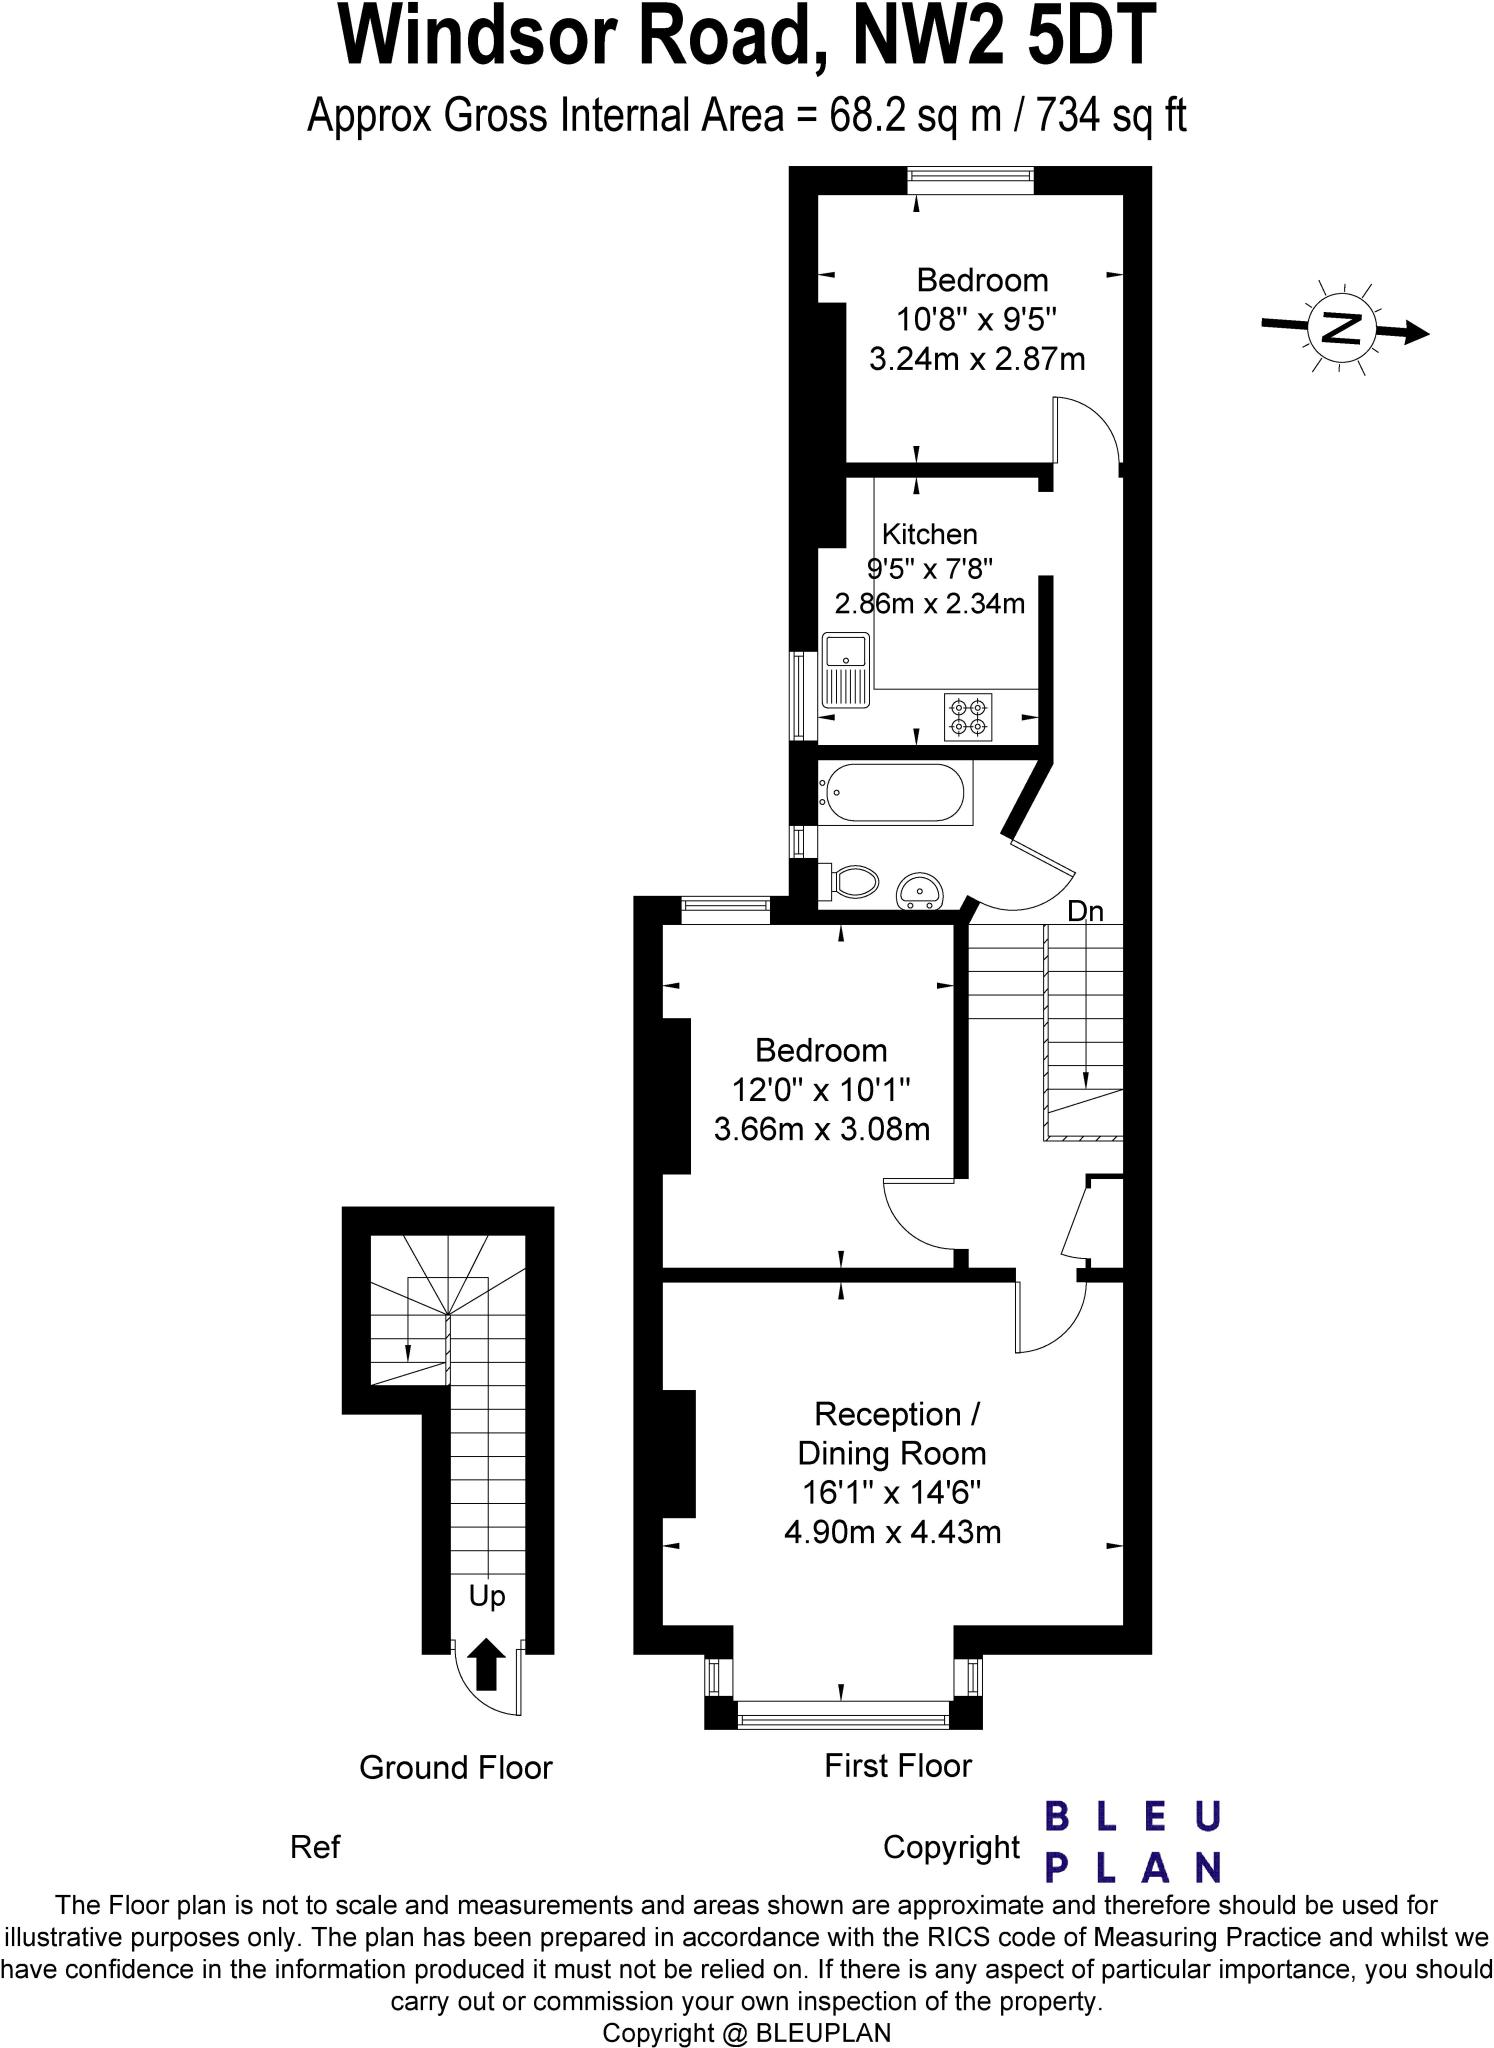 Windsor Road, NW2 5DT
Approx Gross Internal Area = 68.2 sq m / 734 sq ft
Bedroom
10'8" x 9'5"
3.24m x 2.87m
N
Kitchen
9'5" x 7'8"
2.86m x 2.34m
Dn
Bedroom
12'0" x 10'1"
3.66m x 3.08m
Reception /
Dining Room
16'1" x 14'6"
4.90m x 4.43m
Up
Ground Floor
First Floor
Ref
Copyright
BLEU
PLAN
The Floor plan is not to scale and measurements and areas shown are approximate and therefore should be used for
illustrative purposes only. The plan has been prepared in accordance with the RICS code of Measuring Practice and whilst we
have confidence in the information produced it must not be relied on. If there is any aspect of particular importance, you should
carry out or commission your own inspection of the property.
Copyright @ BLEUPLAN